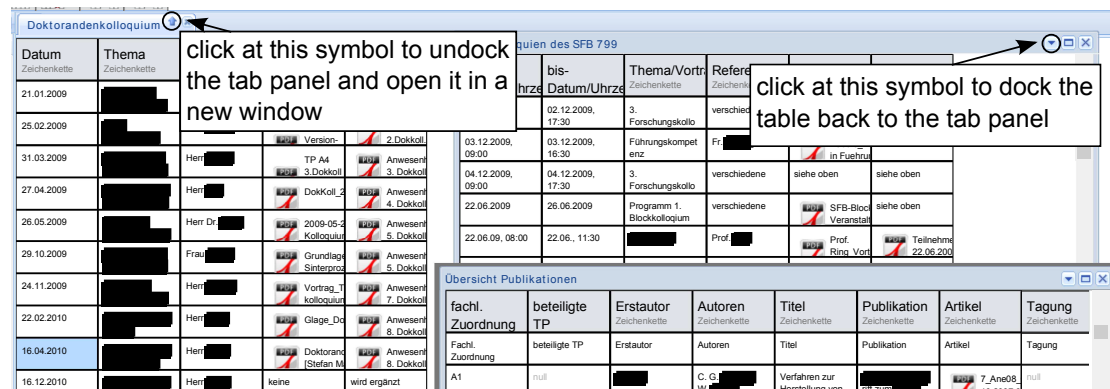 Doktorandenkolloquium
click at this symbol to undock
the tab panel and open it in a
new window
Datum
Zeichenkette
Thema
Zeichenkette
21.01.2009
25.02.2009
Version-
2.Dokkoll.
31.03.2009
Herr
TP A4
3.Dokkoll
Anwesenh
3. Dokkoll
27.04.2009
Herr
DokKoll_2
Anwesenh
4. Dokkoll
26.05.2009
Herr Dr.
2009-05-2
Kolloquiur
Anwesenh
5. Dokkoll
29.10.2009
Frau
Grundlage
Sinterproz
Anwesenh
5. Dokkoll
24.11.2009
Herr
Vortrag_T
kolloquiun
Anwesenh
7. Dokkoll
22.02.2010
Herr
Glage_Do
Anwesenh
8. Dokkoll
16.04.2010
Herr
Doktorand
[Stefan Ma
Anwesenh
8. Dokkoll
16.12.2010
Herr
keine
wird ergänzt
quien des SFB 799
click at this symbol to dock the
table back to the tab panel
hrze
bis-
Datum/Uhrze
Thema/Vortra
Zeichenkette
Refere
02.12.2009,
17:30
3.
Forschungskollo
verschied
03.12.2009,
09:00
03.12.2009,
16:30
Führungskompet
enz
Fr.
in Fuehrur
04.12.2009,
09:00
04.12.2009,
17:30
3.
Forschungskollo
verschiedene
siehe oben
siehe oben
22.06.2009
26.06.2009
Programm 1.
Blockkolloqium
verschiedene
SFB-Block
Veranstalt
siehe oben
22.06.09, 08:00
22.06., 11:30
Prof.
Prof.
Ring_Vort
Teilnehme
22.06.200
Übersicht Publikationen
fachl.
Zuordnung
beteiligte
TP
Erstautor
Zeichenkette
Autoren
Zeichenkette
Titel
Zeichenkette
Publikation
Zeichenkette
Artikel
Zeichenkette
Tagung
Zeichenkette
Fachl.
Zuordnung
beteiligte TP
Erstautor
Autoren
Titel
Publikation
Artikel
Tagung
A1
null
C. G.
W.
Verfahren zur
Herstellung von
7_Ane08_
null